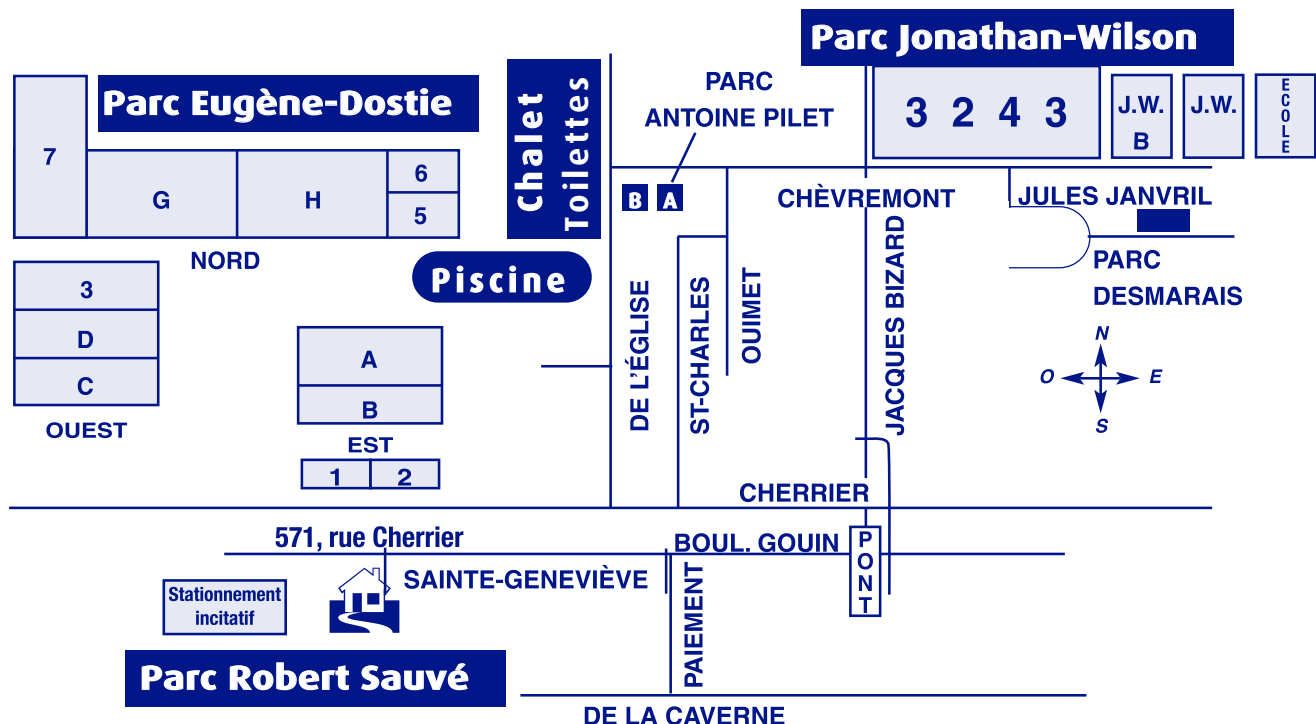 Parc Jonathan-Wilson
Parc Eugène-Dostie
Chalet
Toilettes
PARC
ANTOINE PILET
3 2 4 3
J.W.
B
J.W.
ECOLE
7
G
H
6
5
NORD
B
A
CHÈVREMONT
JULES JANVRIL
PARC
DESMARAIS
Piscine
3
D
C
OUEST
A
B
EST
1
2
DE L'ÉGLISE
ST-CHARLES
OUIMET
JACQUES BIZARD
N
O
E
S
CHERRIER
571, rue Cherrier
BOUL. GOUIN
PONT
SAINTE-GENEVIÈVE
PAIEMENT
Stationnement
incitatif
Parc Robert Sauvé
DE LA CAVERNE